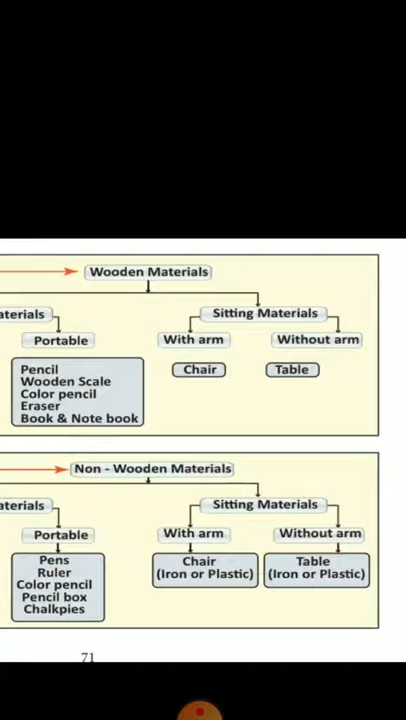 Wooden Materials
aterials
Sitting Materials
Portable
With arm
Without arm
Pencil
Wooden Scale
Color pencil
Eraser
Book & Note book
Chair
Table
Non - Wooden Materials
aterials
Sitting Materials
Portable
With arm
Without arm
Pens
Ruler
Color pencil
Pencil box
Chalkpies
Chair
(Iron or Plastic)
Table
(Iron or Plastic)
71